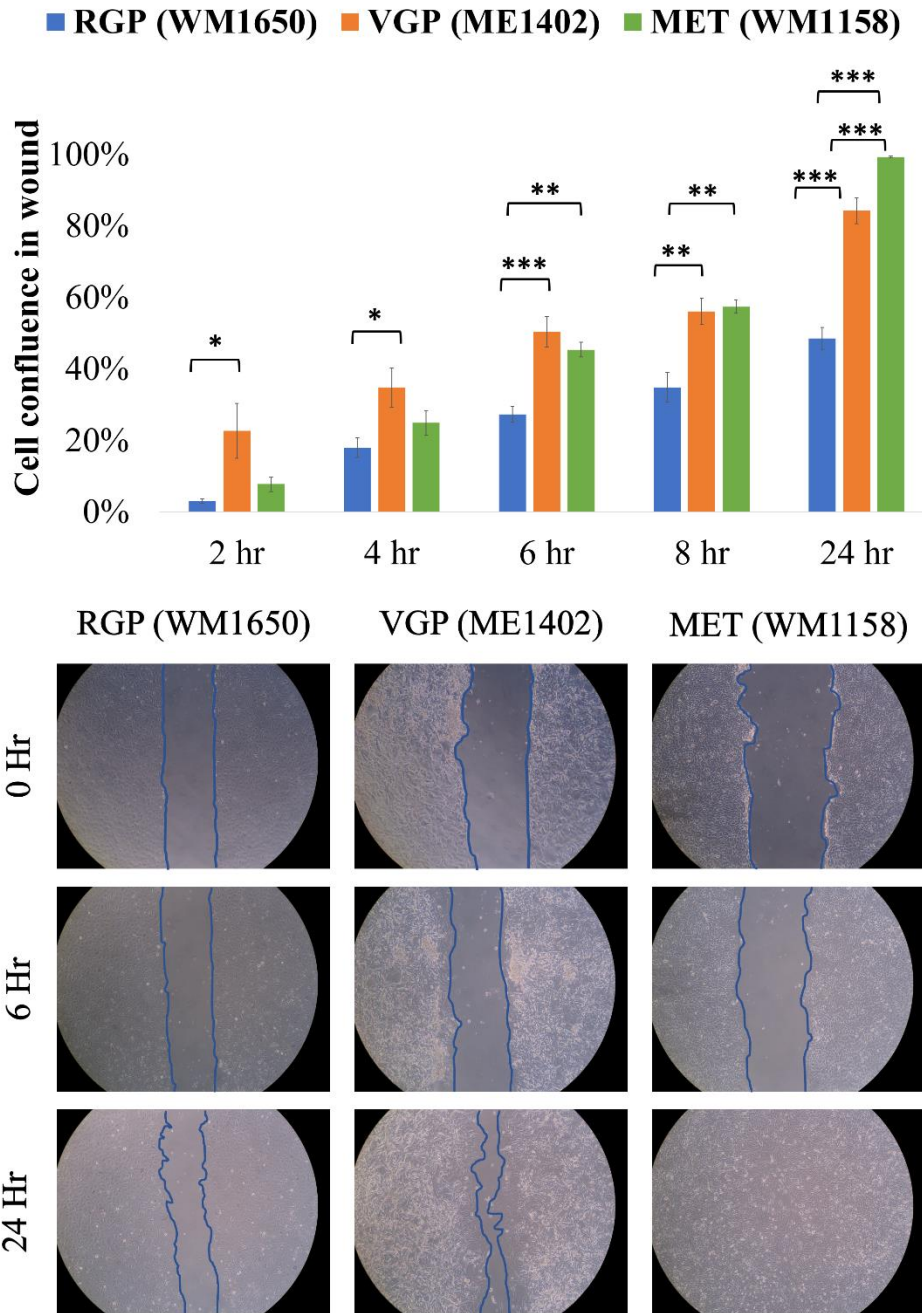 RGP (WM1650) VGP (ME1402) MET (WM1158)
Cell confluence in wound
100%
80%
60%
40%
20%
0%
*
*
***
**
**
**
***
***
***
2 hr 4 hr 6 hr 8 hr 24 hr
RGP (WM1650) VGP (ME1402) MET (WM1158)
0 Hr
6 Hr
24 Hr